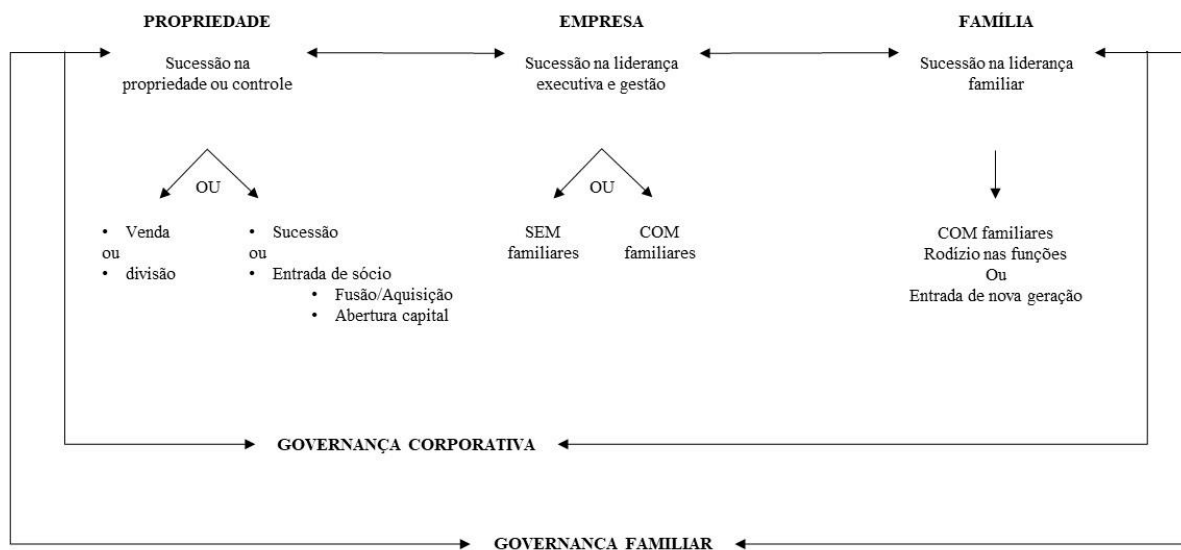 PROPRIEDADE
Sucessão na
propriedade ou controle
OU
• Venda
ou
• divisão
• Sucessão
ou
• Entrada de sócio
• Fusão/Aquisição
• Abertura capital
EMPRESA
Sucessão na liderança
executiva e gestão
OU
SEM
familiares
COM
familiares
FAMÍLIA
Sucessão na liderança
familiar
COM familiares
Rodízio nas funções
Ou
Entrada de nova geração
GOVERNANÇA CORPORATIVA
GOVERNANÇA FAMILIAR